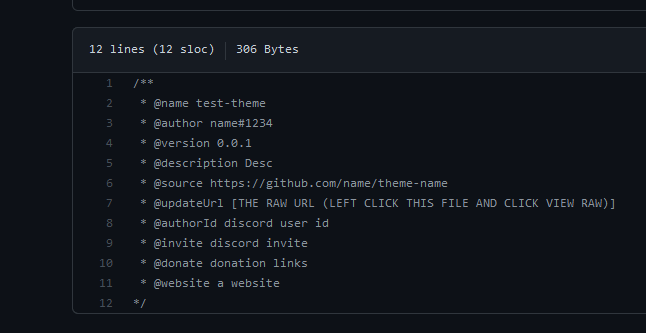 12 lines (12 sloc) 306 Bytes
1 /**
2 * @name test-theme
3 * @author name#1234
4 * @version 0.0.1
5 * @description Desc
6 * @source https://github.com/name/theme-name
7 * @updateUrl [THE RAW URL (LEFT CLICK THIS FILE AND CLICK VIEW RAW)]
8 * @authorId discord user id
9 * @invite discord invite
10 * @donate donation links
11 * @website a website
12 */